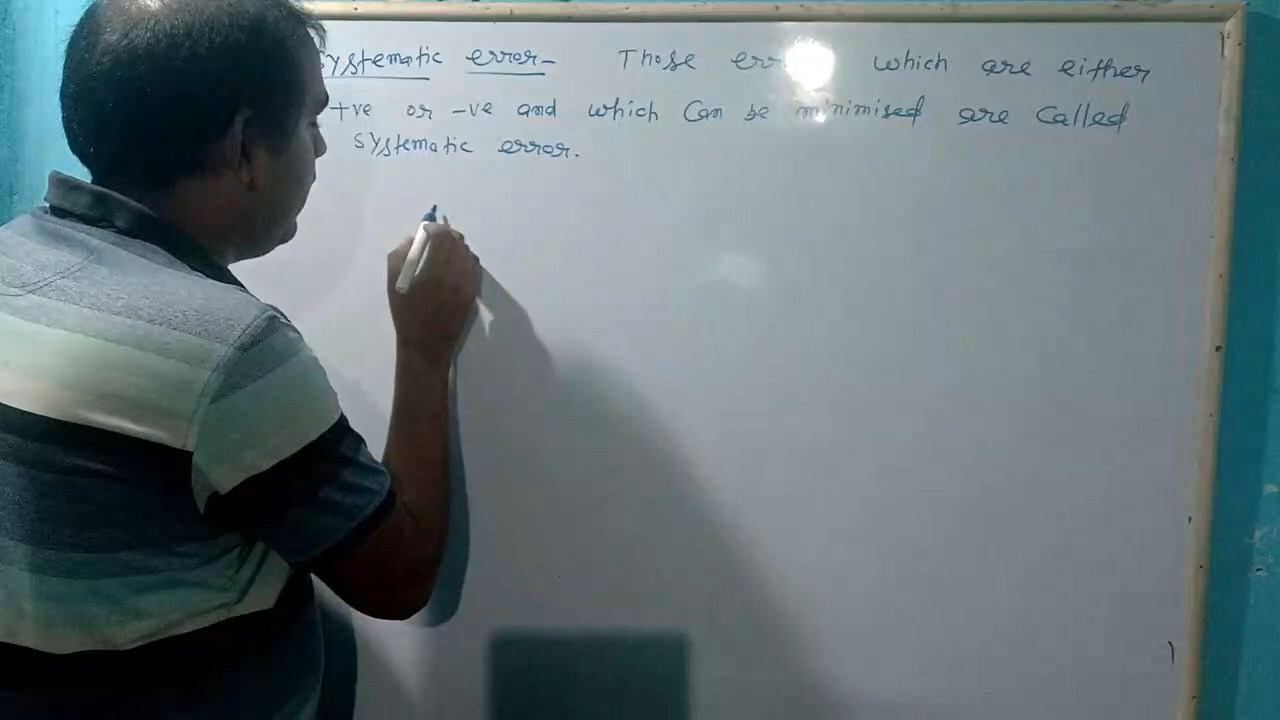 systematic error- Those which are either
+ve or -ve and which can be minimised are called
systematic error.